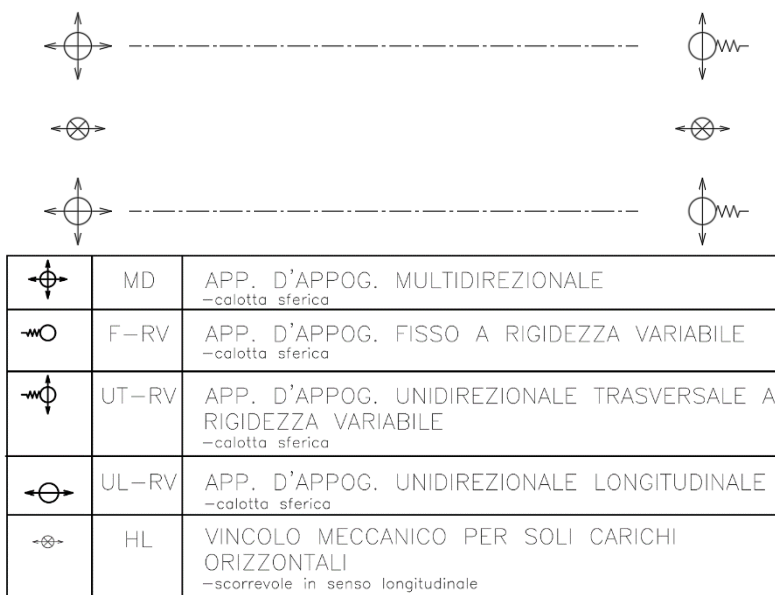 MD APP. D'APPOG. MULTIDIREZIONALE
-calotta sferica
F-RV APP. D'APPOG. FISSO A RIGIDEZZA VARIABILE
-calotta sferica
UT-RV APP. D'APPOG. UNIDIREZIONALE TRASVERSALE A
RIGIDEZZA VARIABILE
-calotta sferica
UL-RV APP. D'APPOG. UNIDIREZIONALE LONGITUDINALE
-calotta sferica
HL VINCOLO MECCANICO PER SOLI CARICHI
ORIZZONTALI
-scorrevole in senso longitudinale